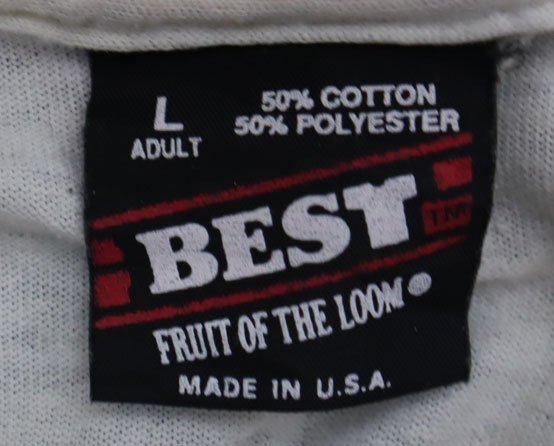 L
ADULT
50% COTTON
50% POLYESTER
BEST TM
FRUIT OF THE LOOM ®
MADE IN U.S.A.